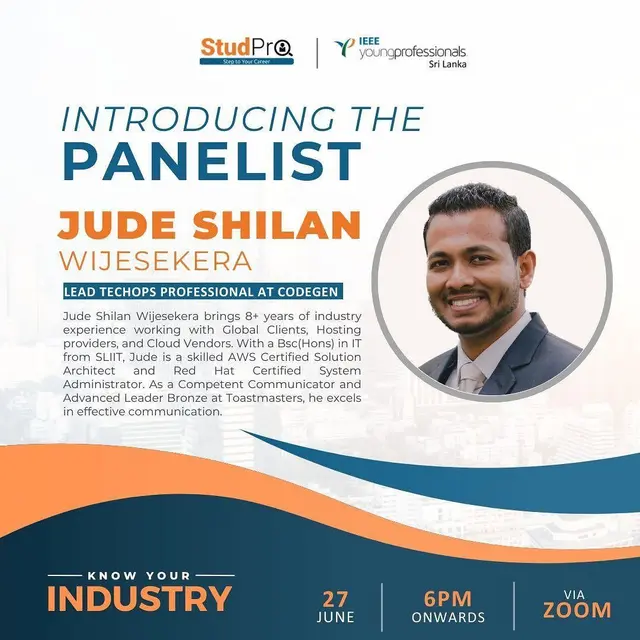 StudPro
Step to Your Career
IEEE
youngprofessionals
Sri Lanka
INTRODUCING THE
PANELIST
JUDE SHILAN
WIJESEKERA
LEAD TECHOPS PROFESSIONAL AT CODEGEN
Jude Shilan Wijesekera brings 8+ years of industry
experience working with Global Clients, Hosting
providers, and Cloud Vendors. With a Bsc(Hons) in IT
from SLIIT, Jude is a skilled AWS Certified Solution
Architect and Red Hat Certified System
Administrator. As a Competent Communicator and
Advanced Leader Bronze at Toastmasters, he excels
in effective communication.
KNOW YOUR
INDUSTRY
27
JUNE
6PM
ONWARDS
VIA
ZOOM